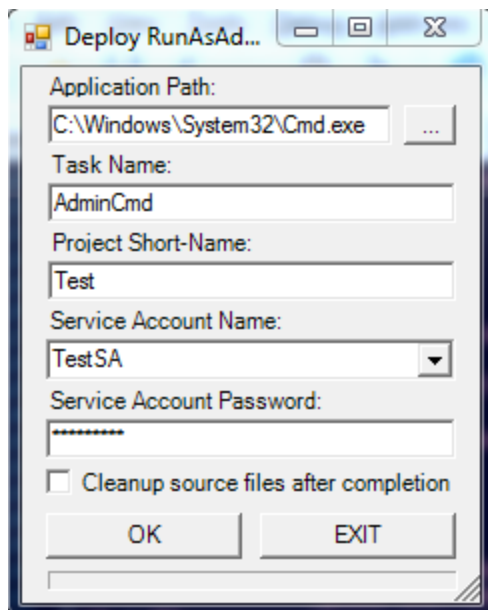 Deploy RunAsAd...
Application Path:
C:\Windows\System32\Cmd.exe ...
Task Name:
AdminCmd
Project Short-Name:
Test
Service Account Name:
TestSA
Service Account Password:
*********
Cleanup source files after completion
OK EXIT